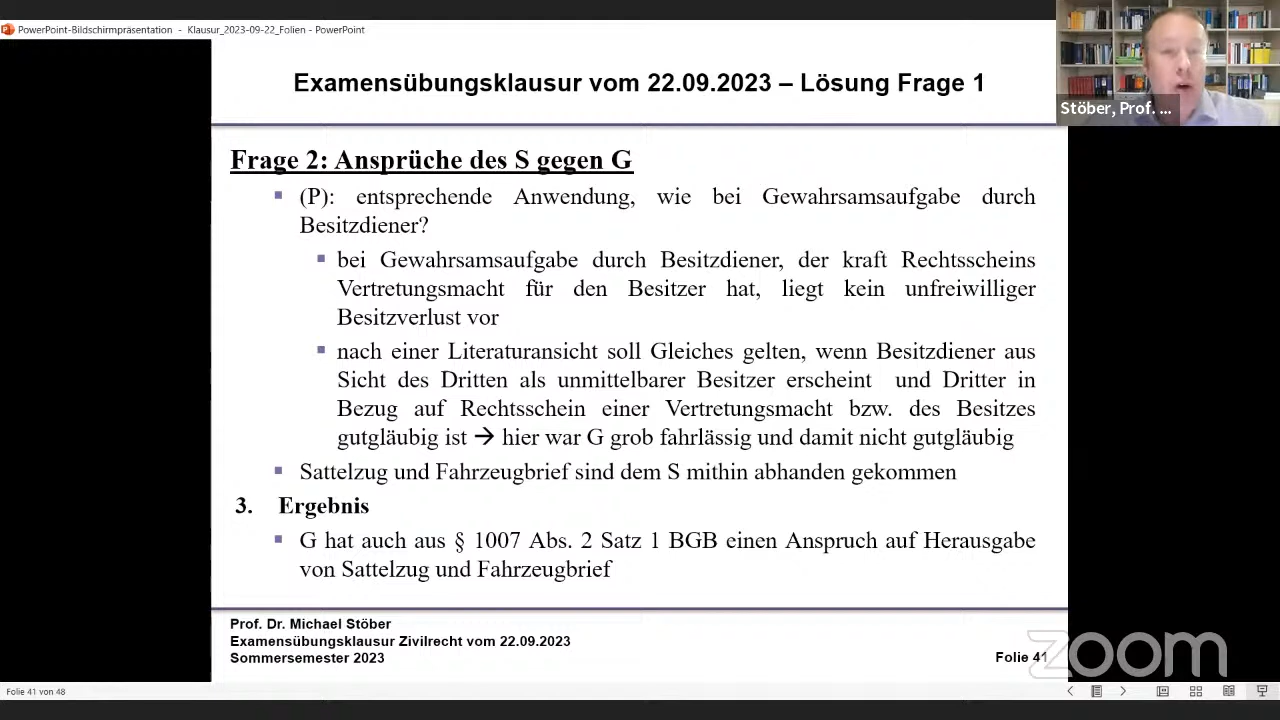 PowerPoint-Bildschirmpräsentation - Klausur_2023-09-22_Folien - PowerPoint
Stöber, Prof. ...
Examensübungsklausur vom 22.09.2023 – Lösung Frage 1
Frage 2: Ansprüche des S gegen G
▪ (P): entsprechende Anwendung, wie bei Gewahrsamsaufgabe durch
Besitzdiener?
▪ bei Gewahrsamsaufgabe durch Besitzdiener, der kraft Rechtsscheins
Vertretungsmacht für den Besitzer hat, liegt kein unfreiwilliger
Besitzverlust vor
▪ nach einer Literaturansicht soll Gleiches gelten, wenn Besitzdiener aus
Sicht des Dritten als unmittelbarer Besitzer erscheint und Dritter in
Bezug auf Rechtsschein einer Vertretungsmacht bzw. des Besitzes
gutgläubig ist → hier war G grob fahrlässig und damit nicht gutgläubig
▪ Sattelzug und Fahrzeugbrief sind dem S mithin abhanden gekommen
3. Ergebnis
▪ G hat auch aus § 1007 Abs. 2 Satz 1 BGB einen Anspruch auf Herausgabe
von Sattelzug und Fahrzeugbrief
Prof. Dr. Michael Stöber
Examensübungsklausur Zivilrecht vom 22.09.2023
Sommersemester 2023
Folie 41
zoom
Folie 41 von 48